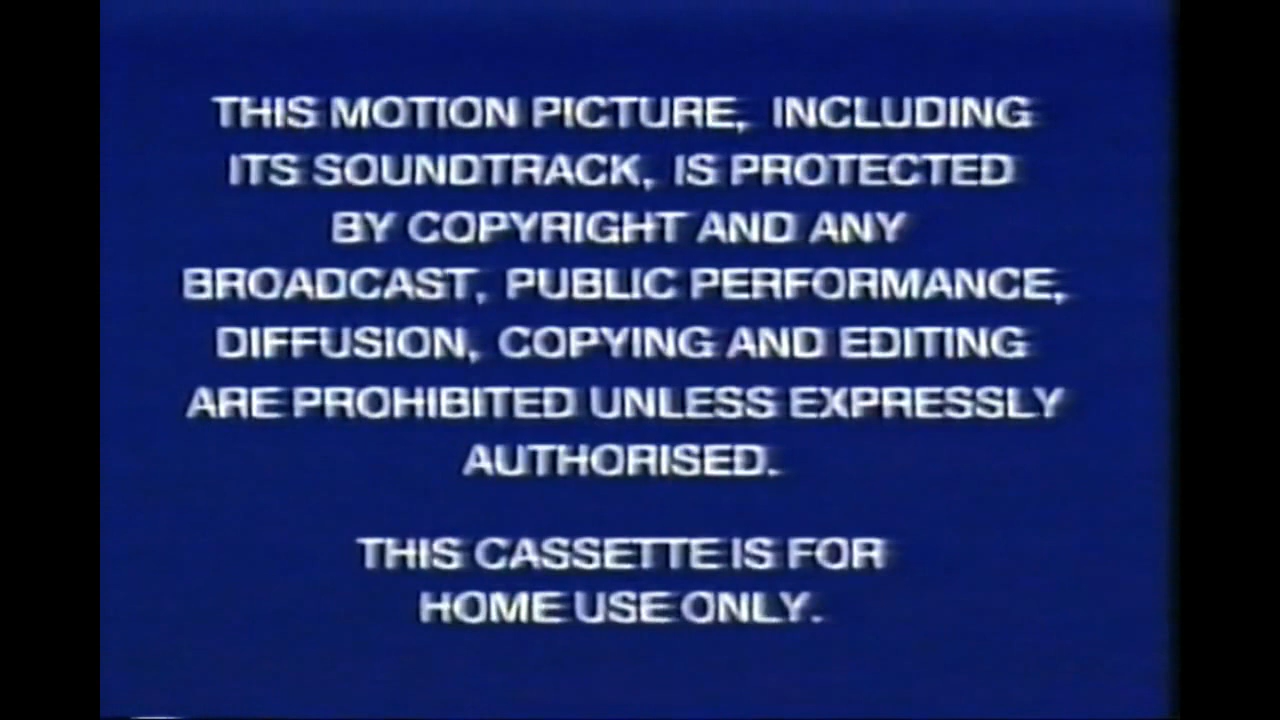 THIS MOTION PICTURE, INCLUDING
ITS SOUNDTRACK, IS PROTECTED
BY COPYRIGHT AND ANY
BROADCAST, PUBLIC PERFORMANCE,
DIFFUSION, COPYING AND EDITING
ARE PROHIBITED UNLESS EXPRESSLY
AUTHORISED.
THIS CASSETTE IS FOR
HOME USE ONLY.